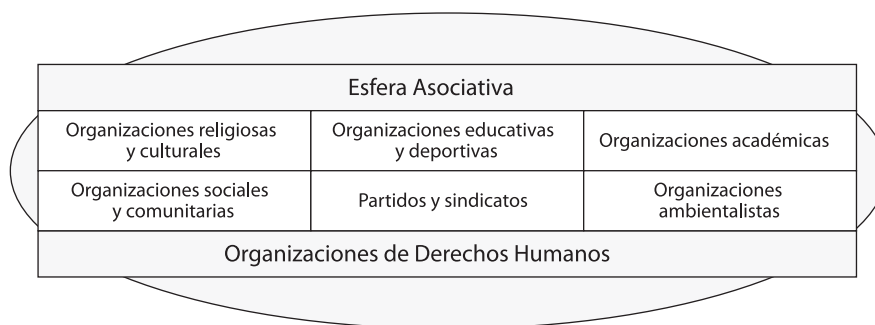 Esfera Asociativa
Organizaciones religiosas
y culturales
Organizaciones educativas
y deportivas
Organizaciones académicas
Organizaciones sociales
y comunitarias
Partidos y sindicatos
Organizaciones
ambientalistas
Organizaciones de Derechos Humanos